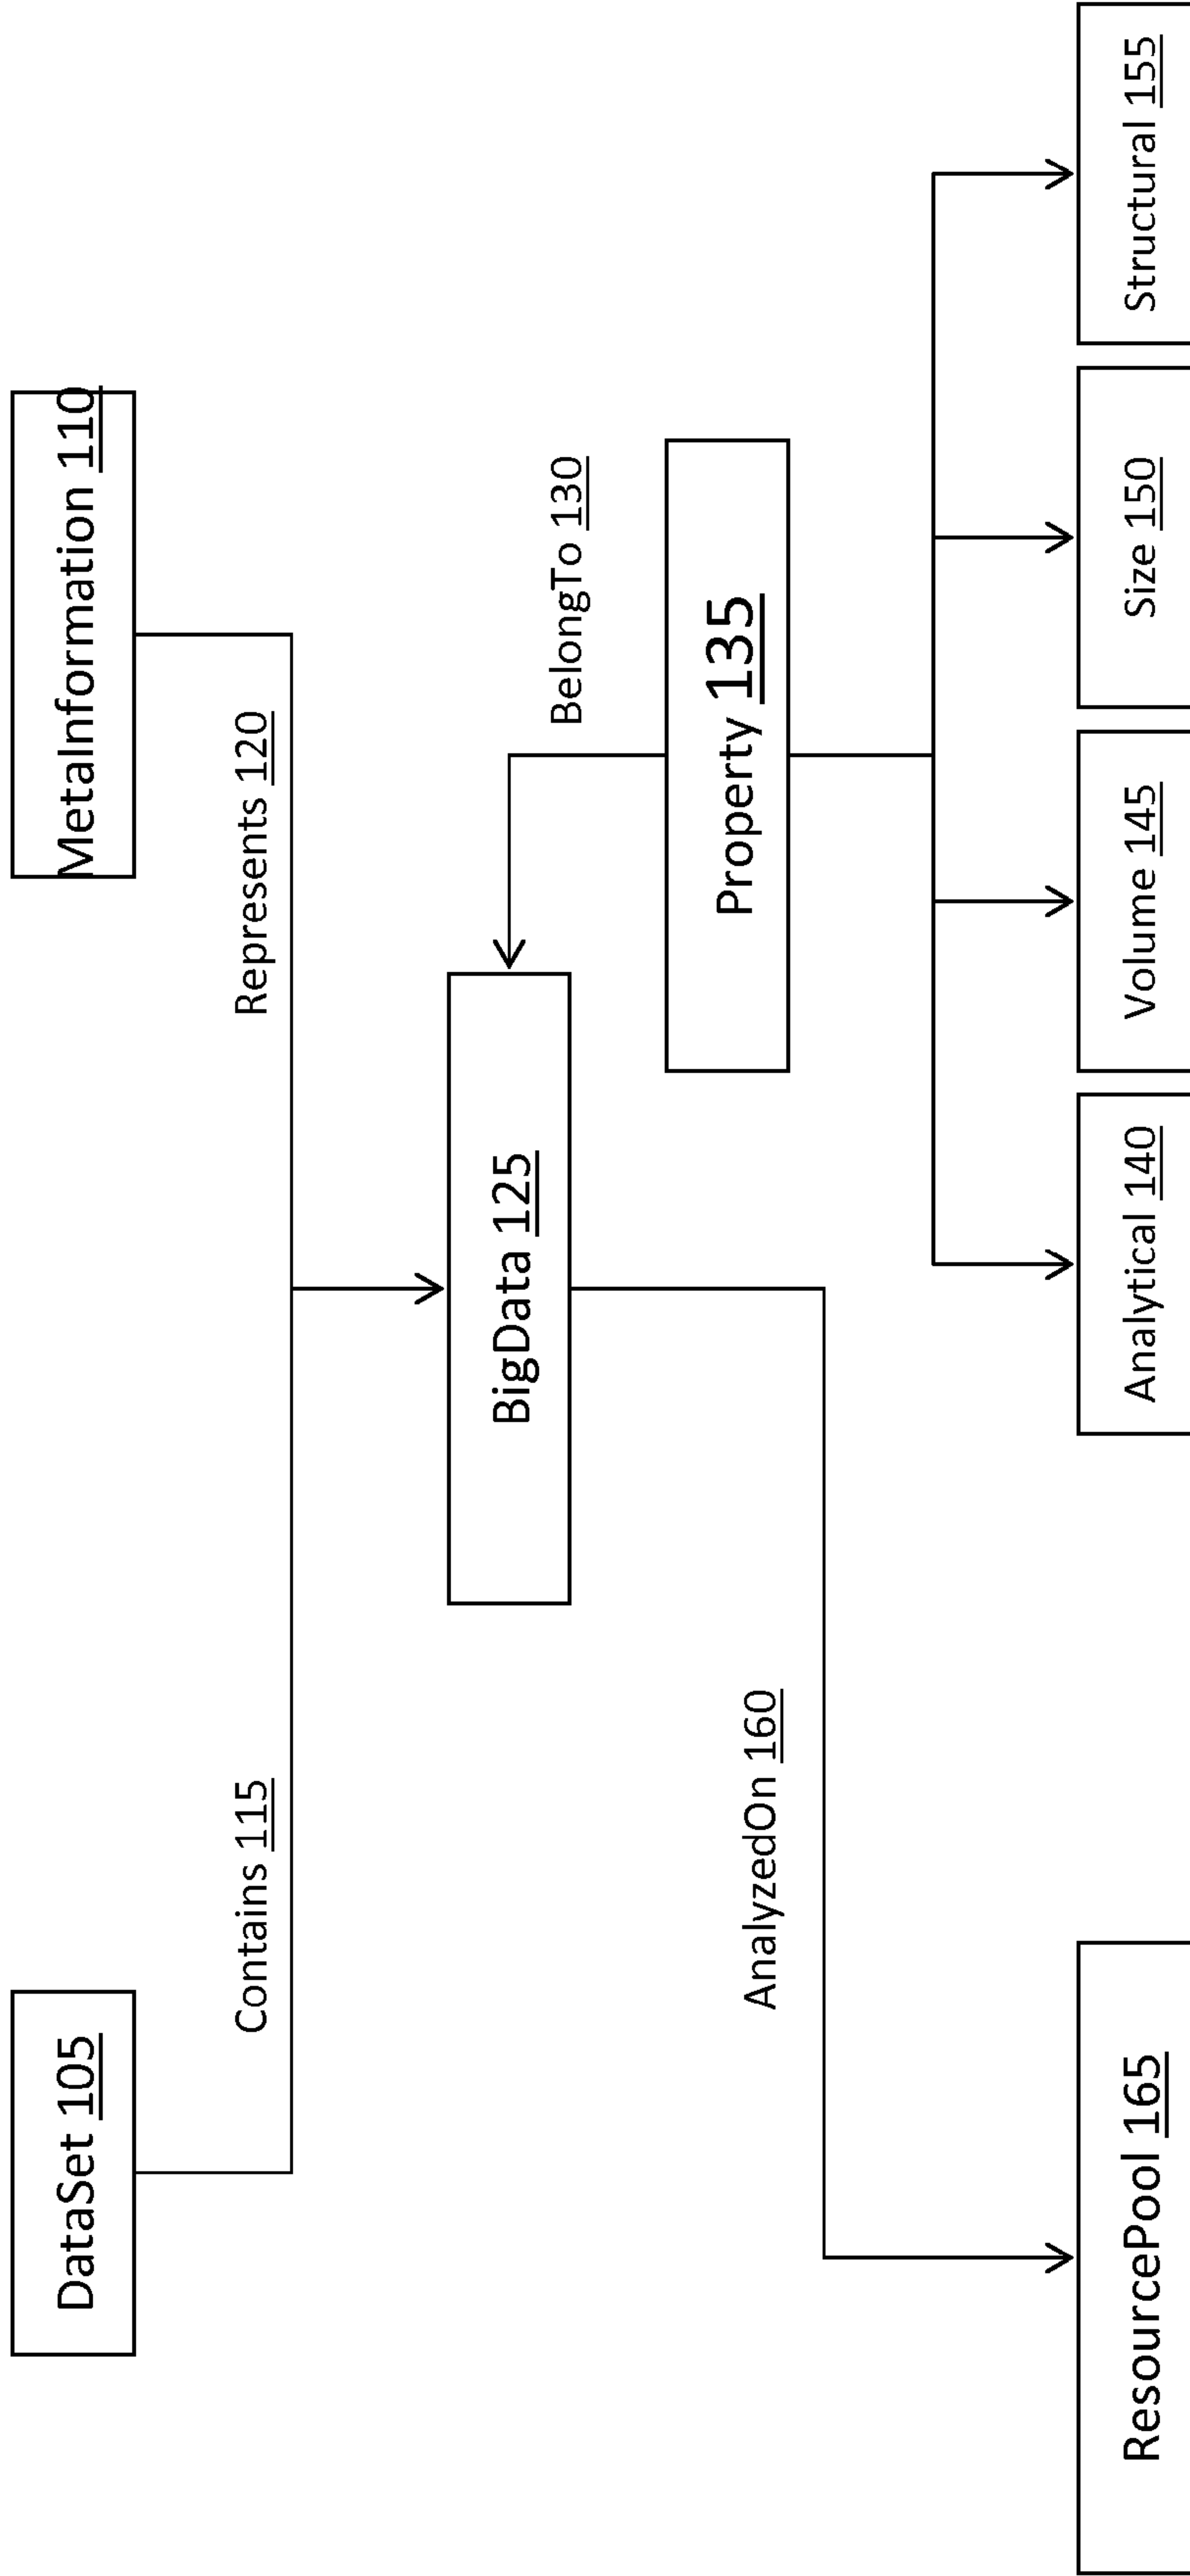 DataSet 105
MetaInformation 110
Contains 115
Represents 120
BigData 125
BelongTo 130
Property 135
AnalyzedOn 160
ResourcePool 165
Analytical 140
Volume 145
Size 150
Structural 155